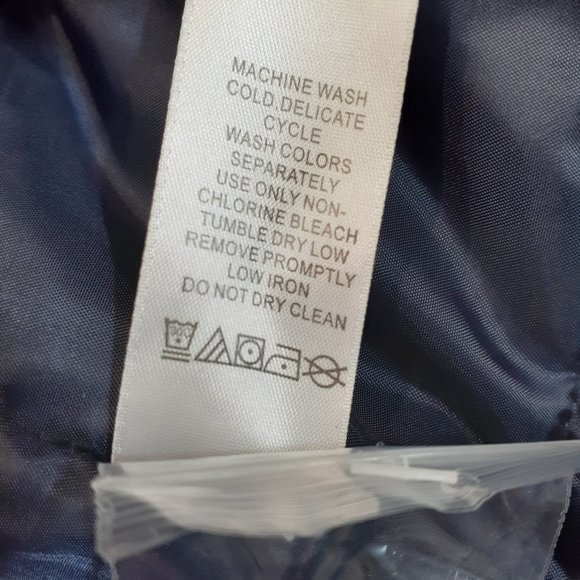 MACHINE WASH
COLD.DELICATE
CYCLE
WASH COLORS
SEPARATELY
USE ONLY NON-
CHLORINE BLEACH
TUMBLE DRY LOW
REMOVE PROMPTLY
LOW IRON
DO NOT DRY CLEAN